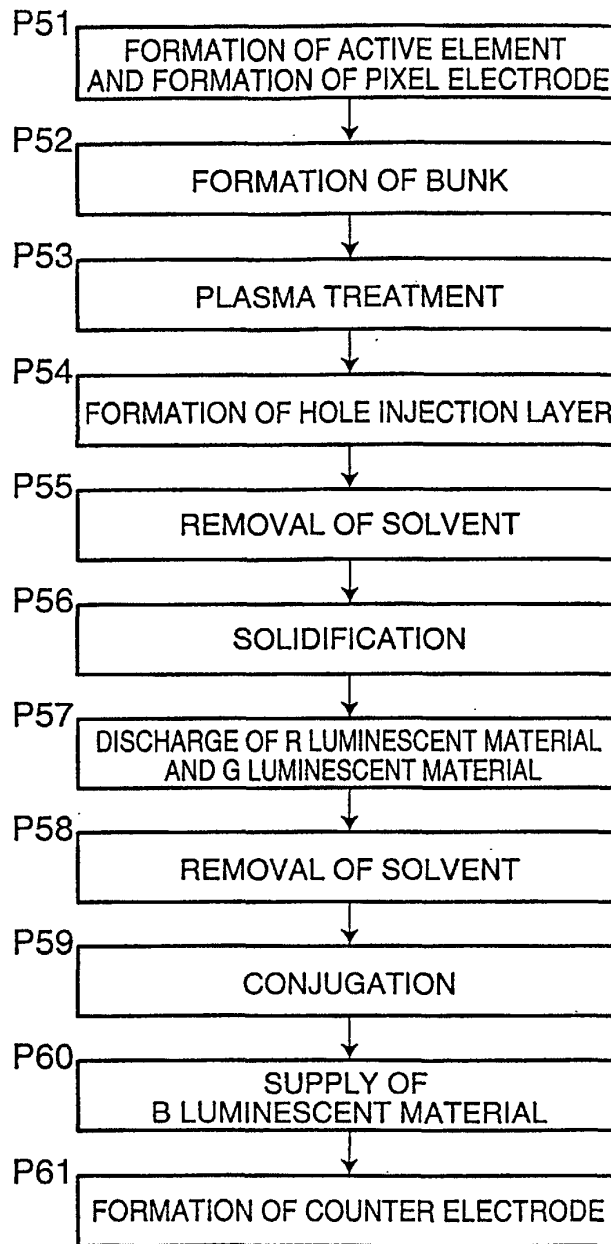 P51
FORMATION OF ACTIVE ELEMENT
AND FORMATION OF PIXEL ELECTRODE
P52
FORMATION OF BUNK
P53
PLASMA TREATMENT
P54
FORMATION OF HOLE INJECTION LAYER
P55
REMOVAL OF SOLVENT
P56
SOLIDIFICATION
P57
DISCHARGE OF R LUMINESCENT MATERIAL
AND G LUMINESCENT MATERIAL
P58
REMOVAL OF SOLVENT
P59
CONJUGATION
P60
SUPPLY OF
B LUMINESCENT MATERIAL
P61
FORMATION OF COUNTER ELECTRODE